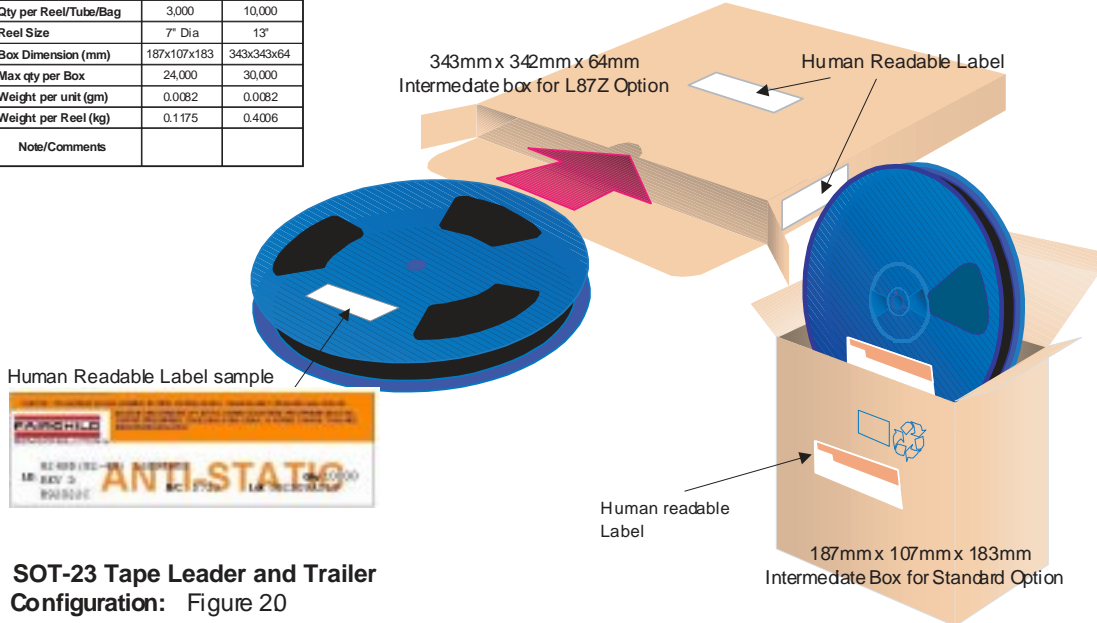 Qty per Reel/Tube/Bag 3,000 10,000
Reel Size 7" Dia 13"
Box Dimension (mm) 187x107x183 343x343x64
Max qty per Box 24,000 30,000
Weight per unit (gm) 0.0082 0.0082
Weight per Reel (kg) 0.1175 0.4006
Note/Comments
343mm x 342mm x 64mm
Intermediate box for L87Z Option
Human Readable Label
Human Readable Label sample
FAIRCHILD
ANTI-STATIC
Human readable
Label
187mm x 107mm x 183mm
Intermediate Box for Standard Option
SOT-23 Tape Leader and Trailer
Configuration: Figure 2.0